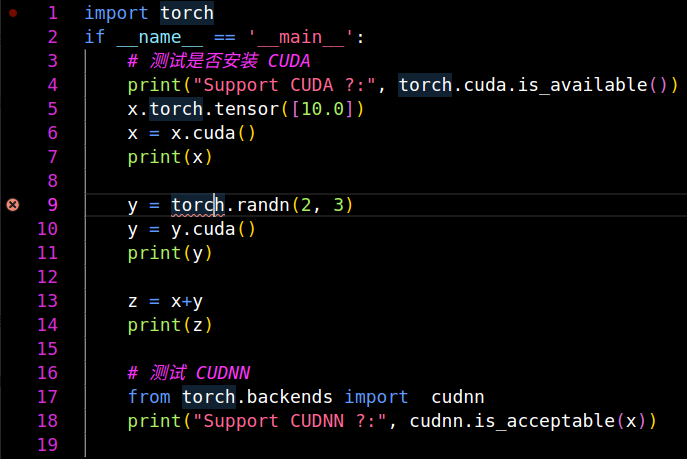 1 import torch
2 if __name__ == '__main__':
3     # 测试是否安装 CUDA
4     print("Support CUDA ?:", torch.cuda.is_available())
5     x.torch.tensor([10.0])
6     x = x.cuda()
7     print(x)
8
9     y = torch.randn(2, 3)
10     y = y.cuda()
11     print(y)
12
13     z = x+y
14     print(z)
15
16     # 测试 CUDNN
17     from torch.backends import  cudnn
18     print("Support CUDNN ?:", cudnn.is_acceptable(x))
19